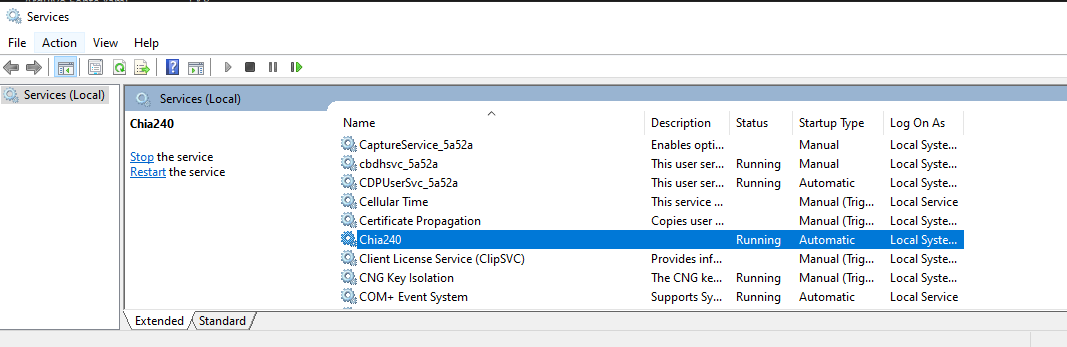 Services
File Action View Help
Services (Local)
Services (Local)
Chia240
Stop the service
Restart the service
Name Description Status Startup Type Log On As
CaptureService_5a52a Enables opti... Manual Local Syste...
cbdhsvc_5a52a This user ser... Running Manual Local Syste...
CDPUserSvc_5a52a This user ser... Running Automatic Local Syste...
Cellular Time This service ... Manual (Trig... Local Service
Certificate Propagation Copies user ... Manual (Trig... Local Syste...
Chia240 Running Automatic Local Syste...
Client License Service (ClipSVC) Provides inf... Manual (Trig... Local Syste...
CNG Key Isolation The CNG ke... Running Manual (Trig... Local Syste...
COM+ Event System Supports Sy... Running Automatic Local Service
Extended Standard